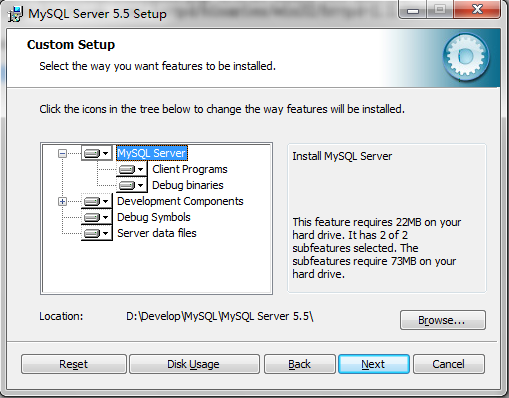 MySQL Server 5.5 Setup
Custom Setup
Select the way you want features to be installed.
Click the icons in the tree below to change the way features will be installed.
MySQL Server
Client Programs
Debug binaries
Development Components
Debug Symbols
Server data files
Install MySQL Server
This feature requires 22MB on your
hard drive. It has 2 of 2
subfeatures selected. The
subfeatures require 73MB on your
hard drive.
Location:
D:\Develop\MySQL\MySQL Server 5.5\
Browse...
Reset
Disk Usage
Back
Next
Cancel